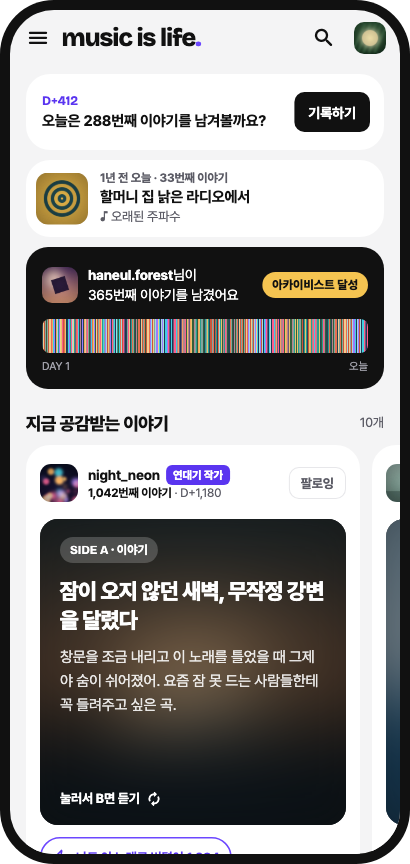 music is life.
D+412
오늘은 288번째 이야기를 남겨볼까요?
기록하기
1년 전 오늘 · 33번째 이야기
할머니 집 낡은 라디오에서
오래된 주파수
haneul.forest님이
365번째 이야기를 남겼어요
아카이비스트 달성
DAY 1
오늘
지금 공감받는 이야기
10개
night_neon 연대기 작가
1,042번째 이야기 · D+1,180
팔로잉
SIDE A · 이야기
잠이 오지 않던 새벽, 무작정 강변
을 달렸다
창문을 조금 내리고 이 노래를 틀었을 때 그제
야 숨이 쉬어졌어. 요즘 잠 못 드는 사람들한테
꼭 들려주고 싶은 곡.
눌러서 B면 듣기